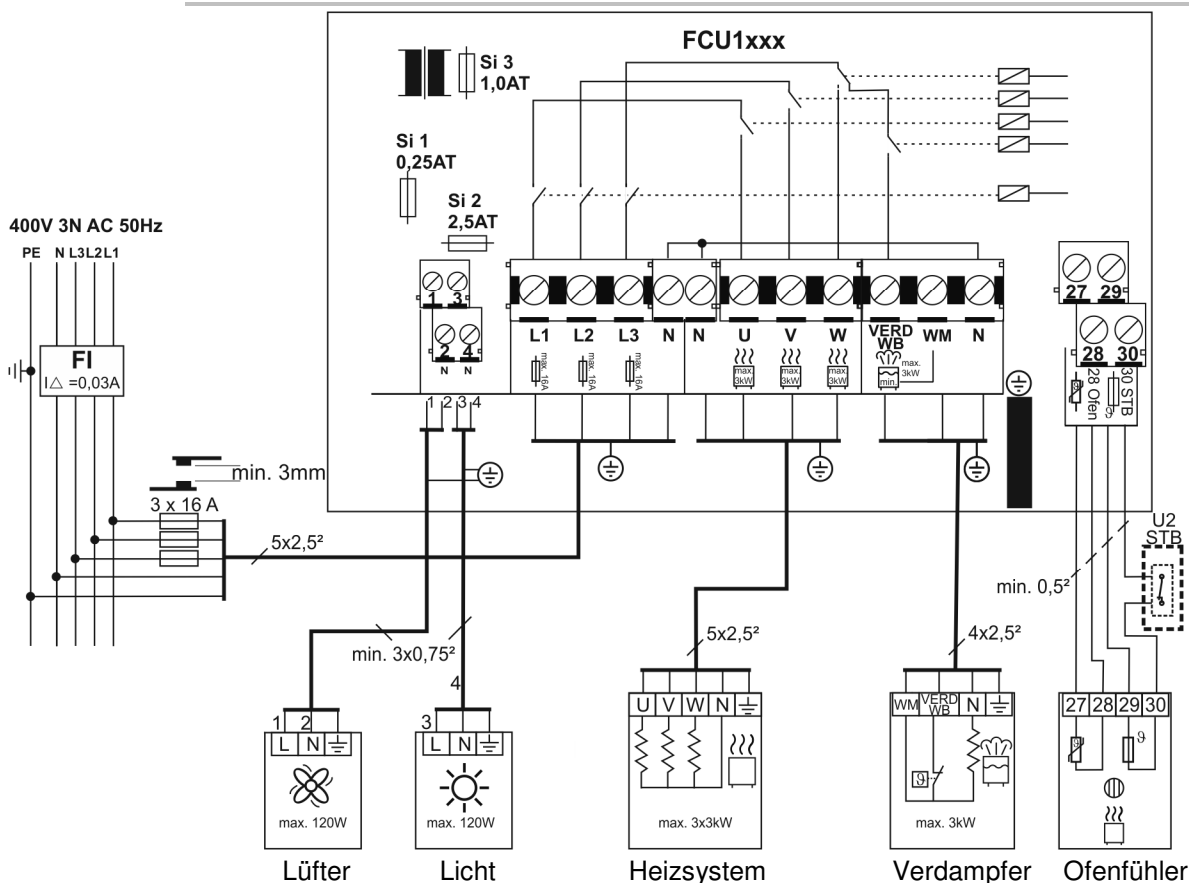 FCU1xxx
Si 3
1,0AT
Si 1
0,25AT
Si 2
2,5AT
400V 3N AC 50Hz
PE N L3 L2 L1
FI
I△ =0,03A
1 3
2 4
N N
L1 L2 L3 N N U V W VERD WB WM N
max. 16A max. 16A max. 16A
max. 3kW max. 3kW max. 3kW
max. 3kW
min.
27 29
28 30
28 Ofen
30 STB
ϑ ϑ
1 2 3 4
min. 3mm
3 x 16 A
5x2,5²
min. 3x0,75²
5x2,5²
4x2,5²
min. 0,5²
U2
STB
1 2
L N
max. 120W
Lüfter
3 4
L N
max. 120W
Licht
U V W N
max. 3x3kW
Heizsystem
WM VERD WB N
ϑ
max. 3kW
Verdampfer
27 28 29 30
ϑ ϑ
Ofenfühler